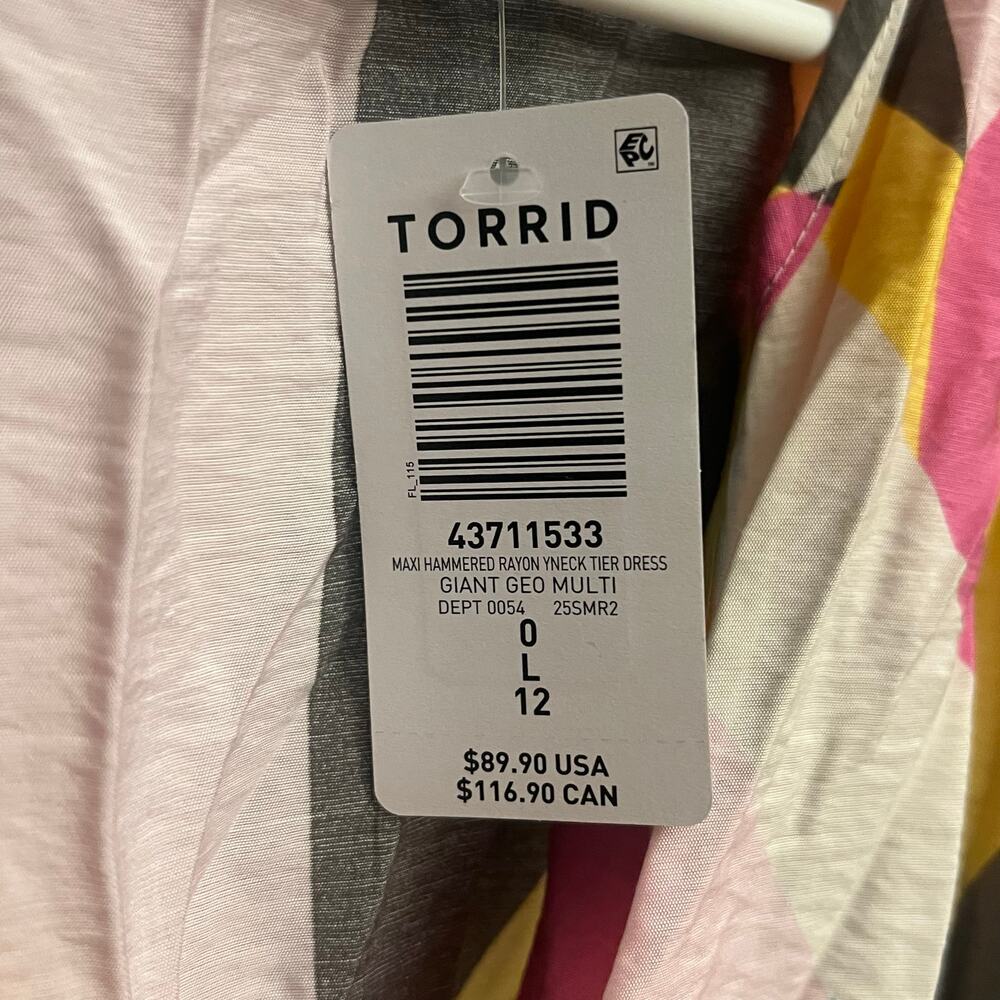 EPC
TORRID
FL_115
43711533
MAXI HAMMERED RAYON YNECK TIER DRESS
GIANT GEO MULTI
DEPT 0054 25SMR2
0
L
12
$89.90 USA
$116.90 CAN